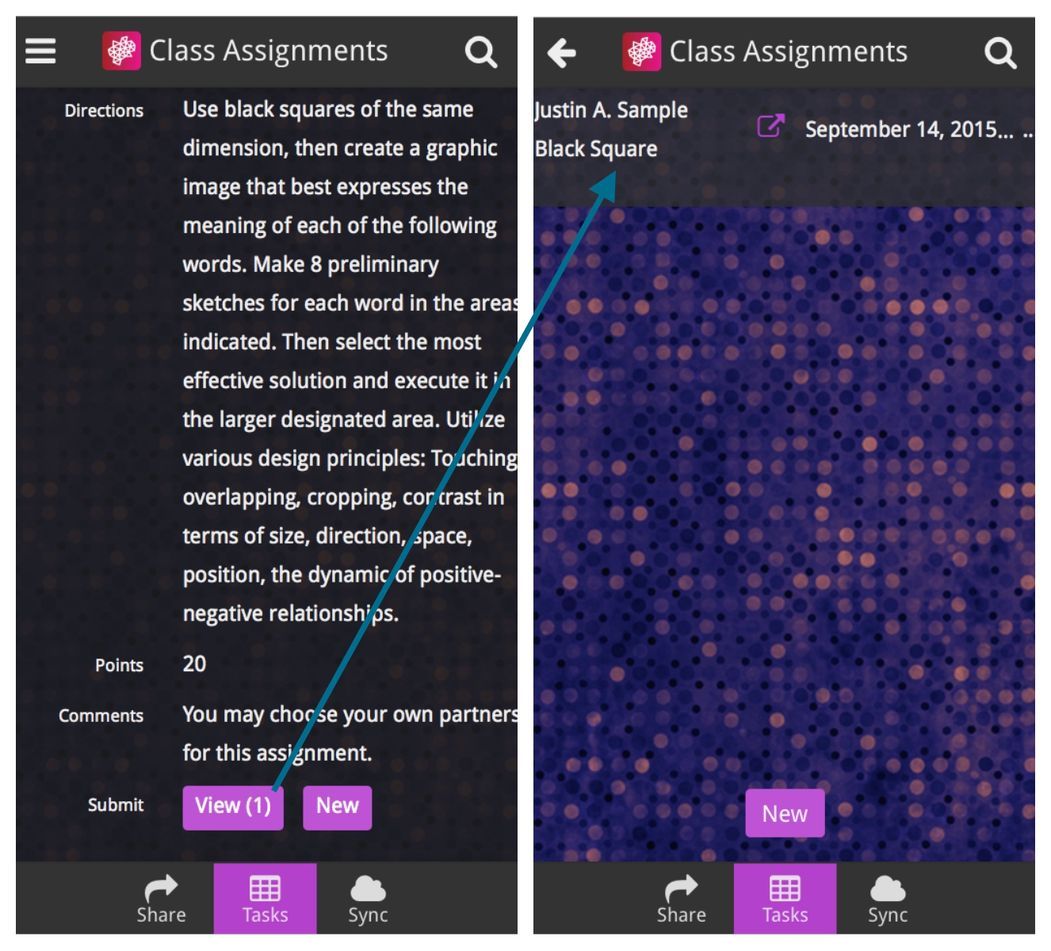 Class Assignments
Directions
Use black squares of the same
dimension, then create a graphic
image that best expresses the
meaning of each of the following
words. Make 8 preliminary
sketches for each word in the areas
indicated. Then select the most
effective solution and execute it in
the larger designated area. Utilize
various design principles: Touching
overlapping, cropping, contrast in
terms of size, direction, space,
position, the dynamic of positive-
negative relationships.
Points
20
Comments
You may choose your own partners
for this assignment.
Submit
View (1)
New
Share
Tasks
Sync
Class Assignments
Justin A. Sample
Black Square
September 14, 2015... ..
New
Share
Tasks
Sync